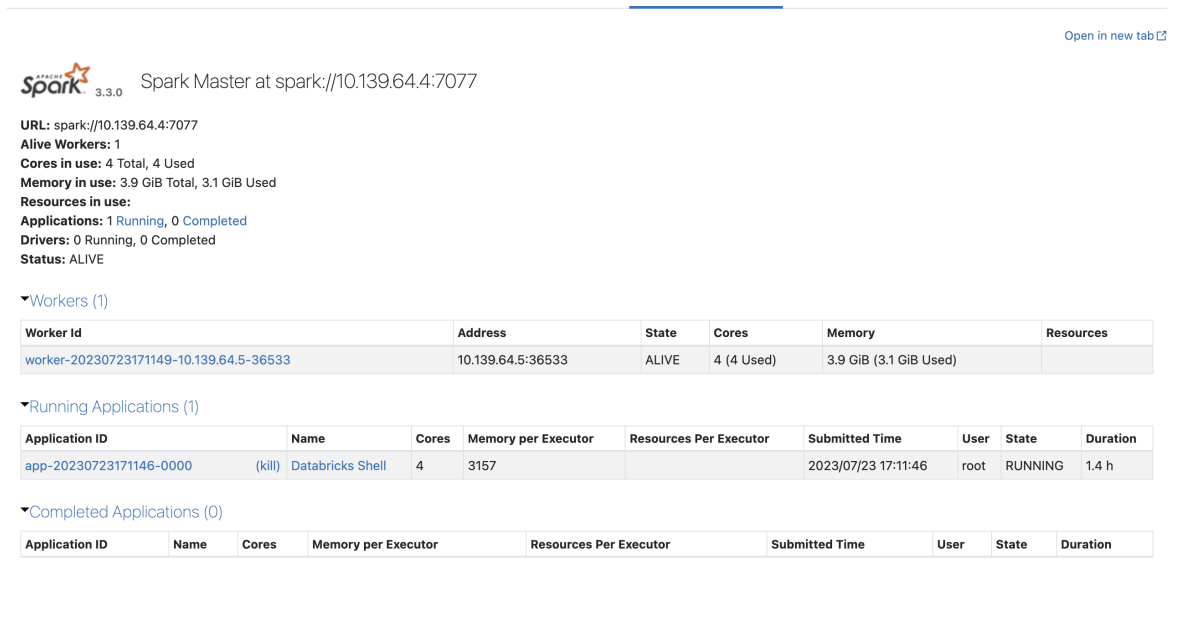 Open in new tab
APACHE
Spark 3.3.0 Spark Master at spark://10.139.64.4:7077
URL: spark://10.139.64.4:7077
Alive Workers: 1
Cores in use: 4 Total, 4 Used
Memory in use: 3.9 GiB Total, 3.1 GiB Used
Resources in use:
Applications: 1 Running, 0 Completed
Drivers: 0 Running, 0 Completed
Status: ALIVE
Workers (1)
Worker Id Address State Cores Memory Resources
worker-20230723171149-10.139.64.5-36533 10.139.64.5:36533 ALIVE 4 (4 Used) 3.9 GiB (3.1 GiB Used)
Running Applications (1)
Application ID Name Cores Memory per Executor Resources Per Executor Submitted Time User State Duration
app-20230723171146-0000 (kill) Databricks Shell 4 3157 2023/07/23 17:11:46 root RUNNING 1.4 h
Completed Applications (0)
Application ID Name Cores Memory per Executor Resources Per Executor Submitted Time User State Duration